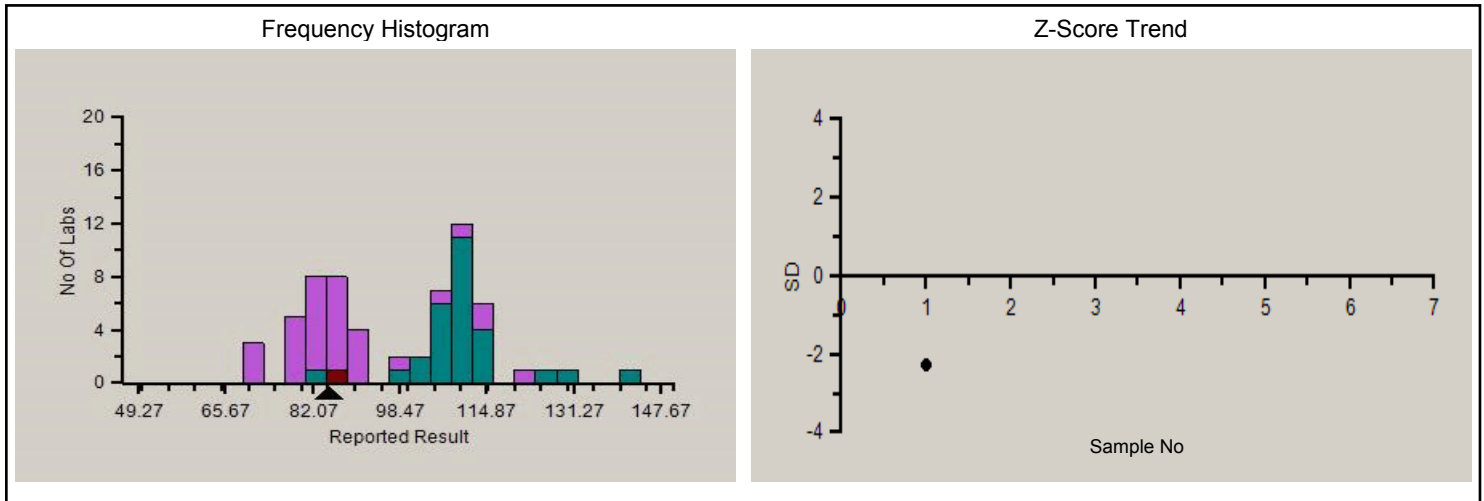 Frequency Histogram
20
16
12
8
4
0
No Of Labs
49.27 65.67 82.07 98.47 114.87 131.27 147.67
Reported Result
Z-Score Trend
4
2
0
-2
-4
SD
0 1 2 3 4 5 6 7
Sample No